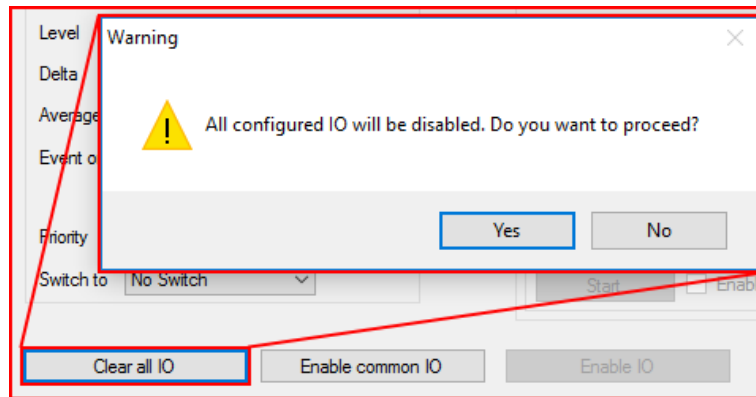 Level
Warning
Delta
Average
All configured IO will be disabled. Do you want to proceed?
Event o
Priority
Yes
No
Switch to
No Switch
Start
Enabl
Clear all IO
Enable common IO
Enable IO